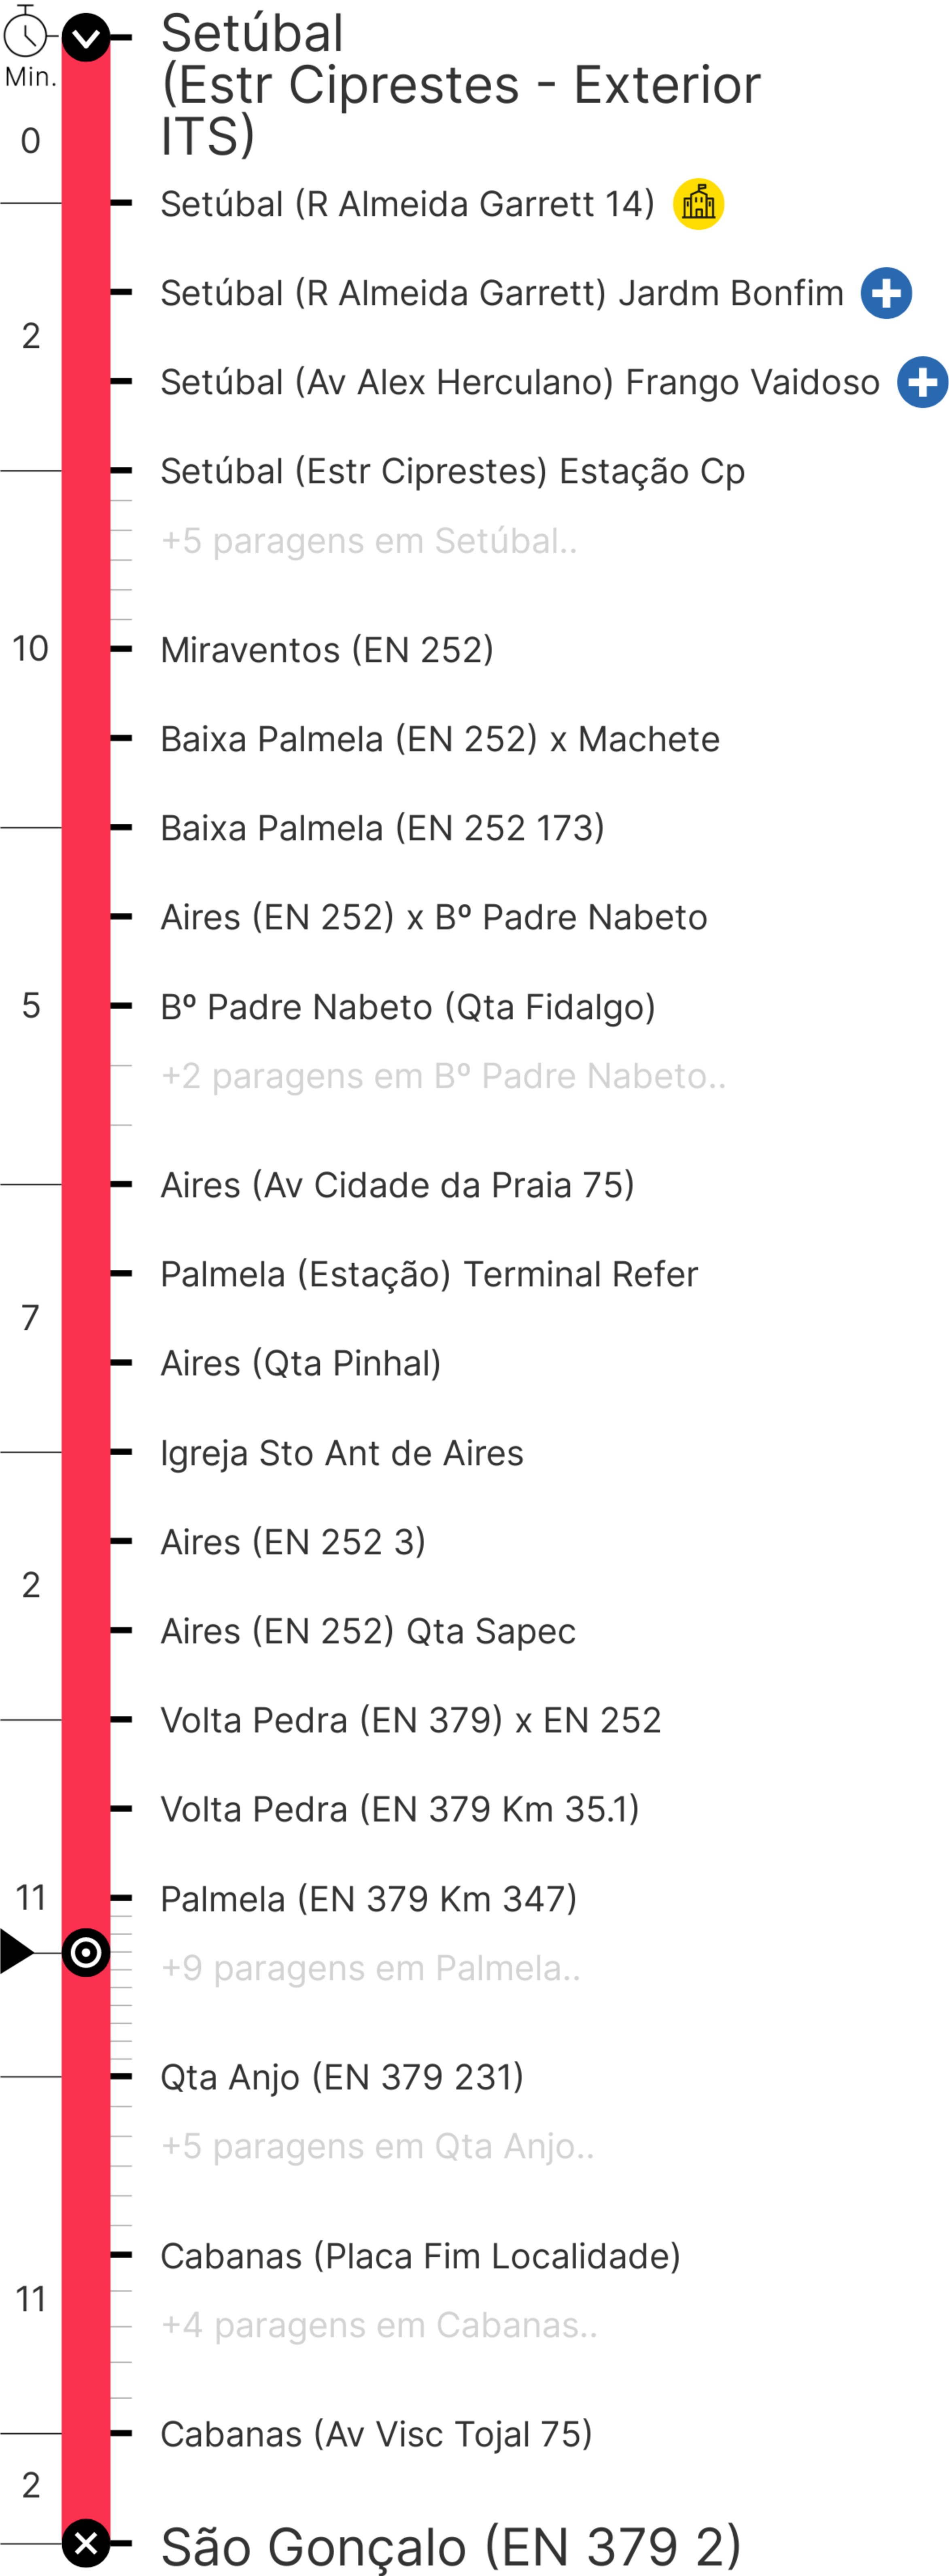 Setúbal
(Estr Ciprestes - Exterior
ITS)
Min.
0
Setúbal (R Almeida Garrett 14)
Setúbal (R Almeida Garrett) Jardm Bonfim
2
Setúbal (Av Alex Herculano) Frango Vaidoso
Setúbal (Estr Ciprestes) Estação Cp
+5 paragens em Setúbal..
10
Miraventos (EN 252)
Baixa Palmela (EN 252) x Machete
Baixa Palmela (EN 252 173)
Aires (EN 252) x Bº Padre Nabeto
5
Bº Padre Nabeto (Qta Fidalgo)
+2 paragens em Bº Padre Nabeto..
Aires (Av Cidade da Praia 75)
Palmela (Estação) Terminal Refer
7
Aires (Qta Pinhal)
Igreja Sto Ant de Aires
Aires (EN 252 3)
2
Aires (EN 252) Qta Sapec
Volta Pedra (EN 379) x EN 252
Volta Pedra (EN 379 Km 35.1)
11
Palmela (EN 379 Km 347)
+9 paragens em Palmela..
Qta Anjo (EN 379 231)
+5 paragens em Qta Anjo..
Cabanas (Placa Fim Localidade)
11
+4 paragens em Cabanas..
Cabanas (Av Visc Tojal 75)
2
São Gonçalo (EN 379 2)